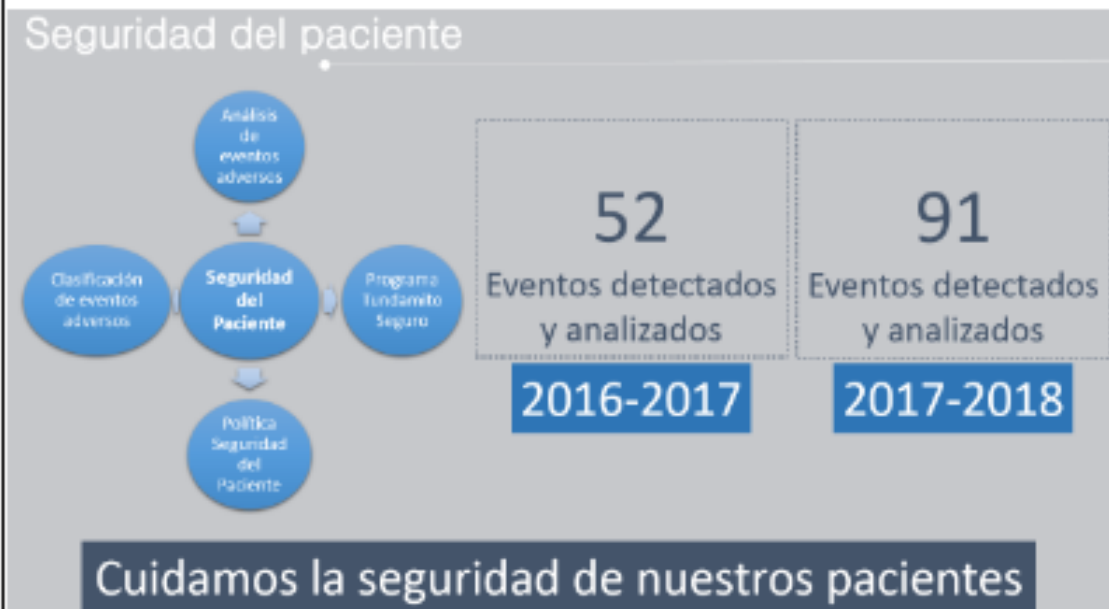 Seguridad del paciente
Análisis
de
eventos
adversos
Clasificación
de eventos
adversos
Seguridad
del
Paciente
Programa
Seguro
Política
Seguridad
del
Paciente
52
Eventos detectados
y analizados
2016-2017
91
Eventos detectados
y analizados
2017-2018
Cuidamos la seguridad de nuestros pacientes